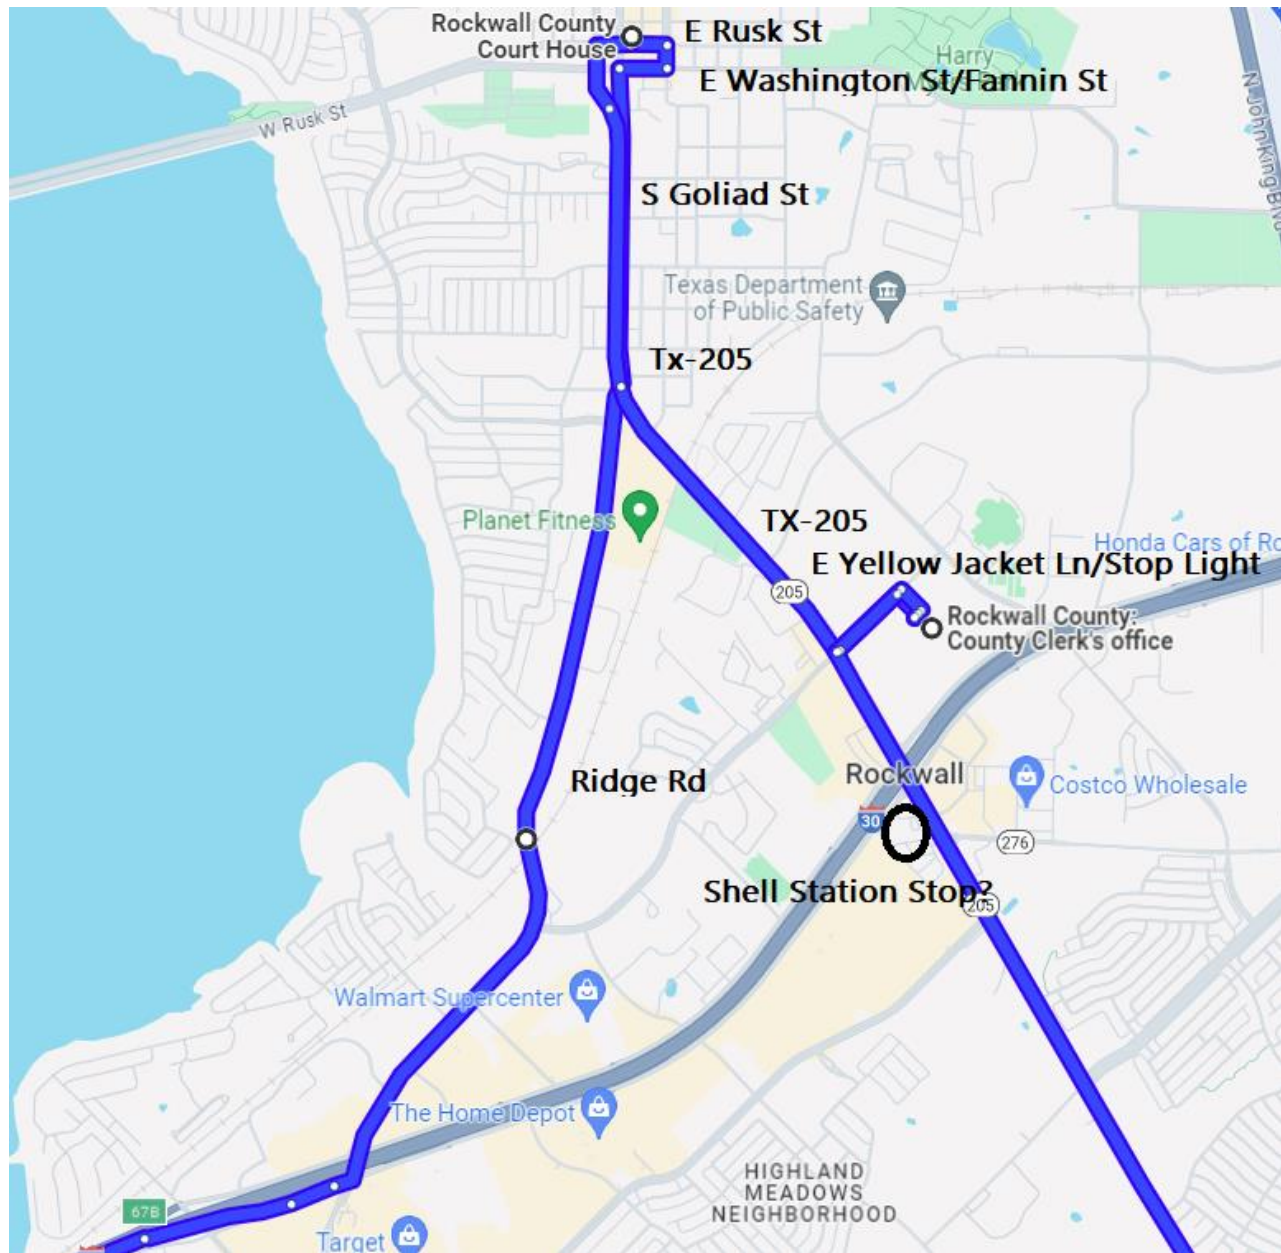 Rockwall County
Court House
E Rusk St
E Washington St/Fannin St
Harry
W Rusk St
N John King Blvd
S Goliad St
Texas Department
of Public Safety
Tx-205
Planet Fitness
TX-205
Honda Cars of Ro
E Yellow Jacket Ln/Stop Light
205
Rockwall County:
County Clerk's office
Ridge Rd
Rockwall
Costco Wholesale
30
276
Shell Station Stop?
205
Walmart Supercenter
The Home Depot
HIGHLAND
MEADOWS
NEIGHBORHOOD
67B
Target